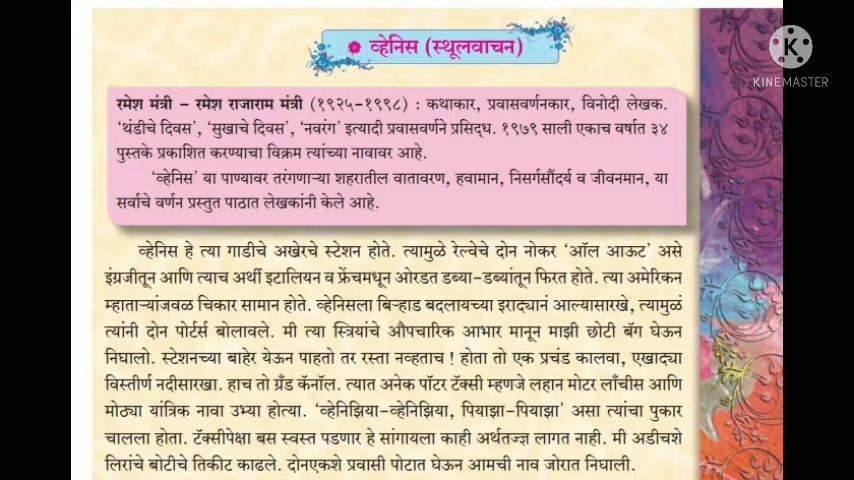 व्हेनिस (स्थूलवाचन)
KINEMASTER
रमेश मंत्री – रमेश राजाराम मंत्री (१९२५-१९९८) : कथाकार, प्रवासवर्णनकार, विनोदी लेखक.
‘थंडीचे दिवस’, ‘सुखाचे दिवस’, ‘नवरंग’ इत्यादी प्रवासवर्णने प्रसिद्ध. १९७९ साली एकाच वर्षात ३४
पुस्तके प्रकाशित करण्याचा विक्रम त्यांच्या नावावर आहे.
‘व्हेनिस’ या पाण्यावर तरंगणाऱ्या शहरातील वातावरण, हवामान, निसर्गसौंदर्य व जीवनमान, या
सर्वाचे वर्णन प्रस्तुत पाठात लेखकांनी केले आहे.
व्हेनिस हे त्या गाडीचे अखेरचे स्टेशन होते. त्यामुळे रेल्वेचे दोन नोकर ‘ऑल आऊट’ असे
इंग्रजीतून आणि त्याच अर्थी इटालियन व फ्रेंचमधून ओरडत डब्या-डब्यांतून फिरत होते. त्या अमेरिकन
म्हाताऱ्यांजवळ चिकार सामान होते. व्हेनिसला बिऱ्हाड बदलायच्या इराद्यानं आल्यासारखे, त्यामुळं
त्यांनी दोन पोर्टर्स बोलावले. मी त्या स्त्रियांचे औपचारिक आभार मानून माझी छोटी बॅग घेऊन
निघालो. स्टेशनच्या बाहेर येऊन पाहतो तर रस्ता नव्हताच ! होता तो एक प्रचंड कालवा, एखाद्या
विस्तीर्ण नदीसारखा. हाच तो ग्रँड कॅनॉल. त्यात अनेक पॉटर टॅक्सी म्हणजे लहान मोटर लाँचीस आणि
मोठ्या यांत्रिक नावा उभ्या होत्या. ‘व्हेनिझिया-व्हेनिझिया, पियाझा-पियाझा’ असा त्यांचा पुकार
चालला होता. टॅक्सीपेक्षा बस स्वस्त पडणार हे सांगायला काही अर्थतज्ज्ञ लागत नाही. मी अडीचशे
लिरांचे बोटीचे तिकीट काढले. दोनएकशे प्रवासी पोटात घेऊन आमची नाव जोरात निघाली.